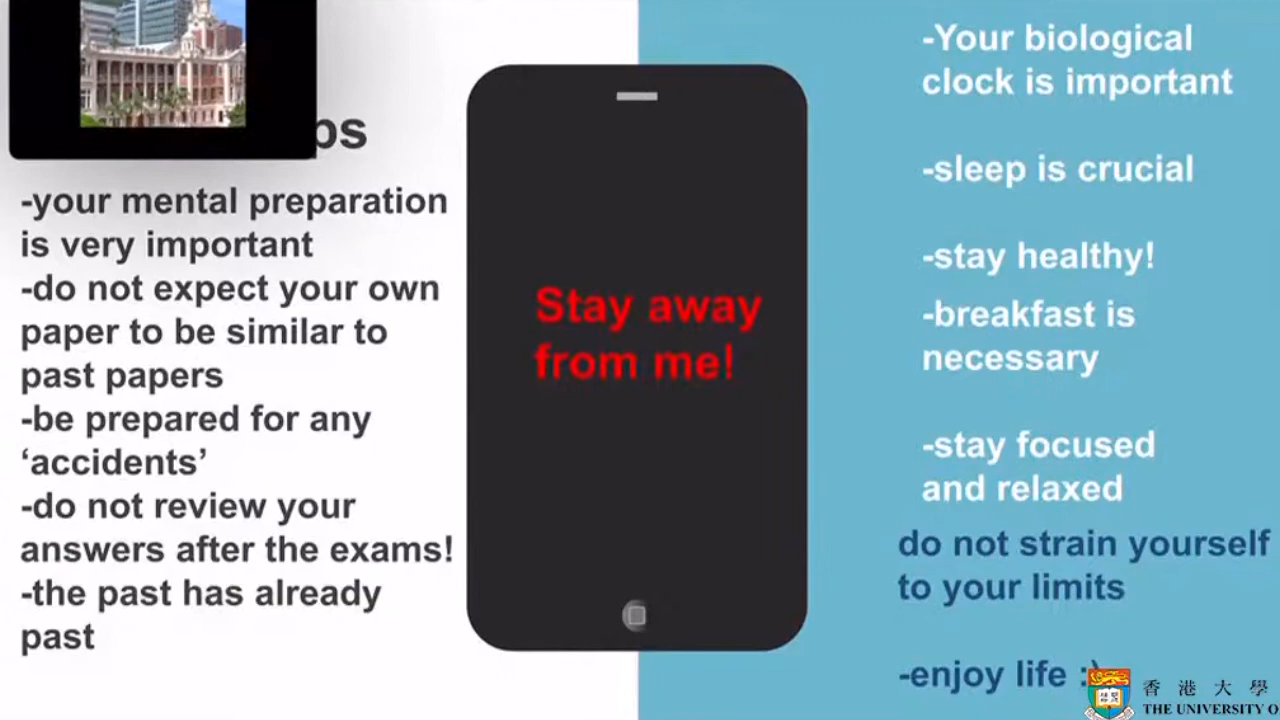 -your mental preparation
is very important
-do not expect your own
paper to be similar to
past papers
-be prepared for any
‘accidents’
-do not review your
answers after the exams!
-the past has already
past
Stay away
from me!
-Your biological
clock is important
-sleep is crucial
-stay healthy!
-breakfast is
necessary
-stay focused
and relaxed
do not strain yourself
to your limits
-enjoy life :)
香港大學
THE UNIVERSITY O